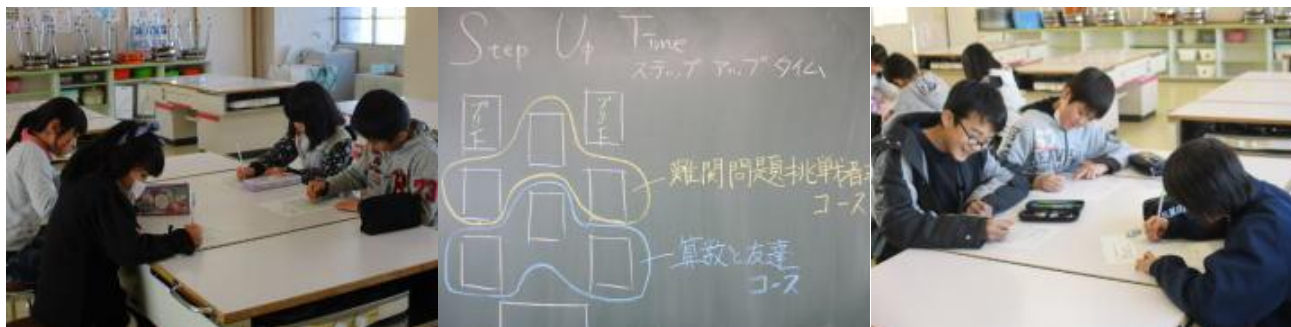 Step Up Time
ステップ アップ タイム
プリント
プリント
難関問題挑戦者
コース
算数と友達
コース